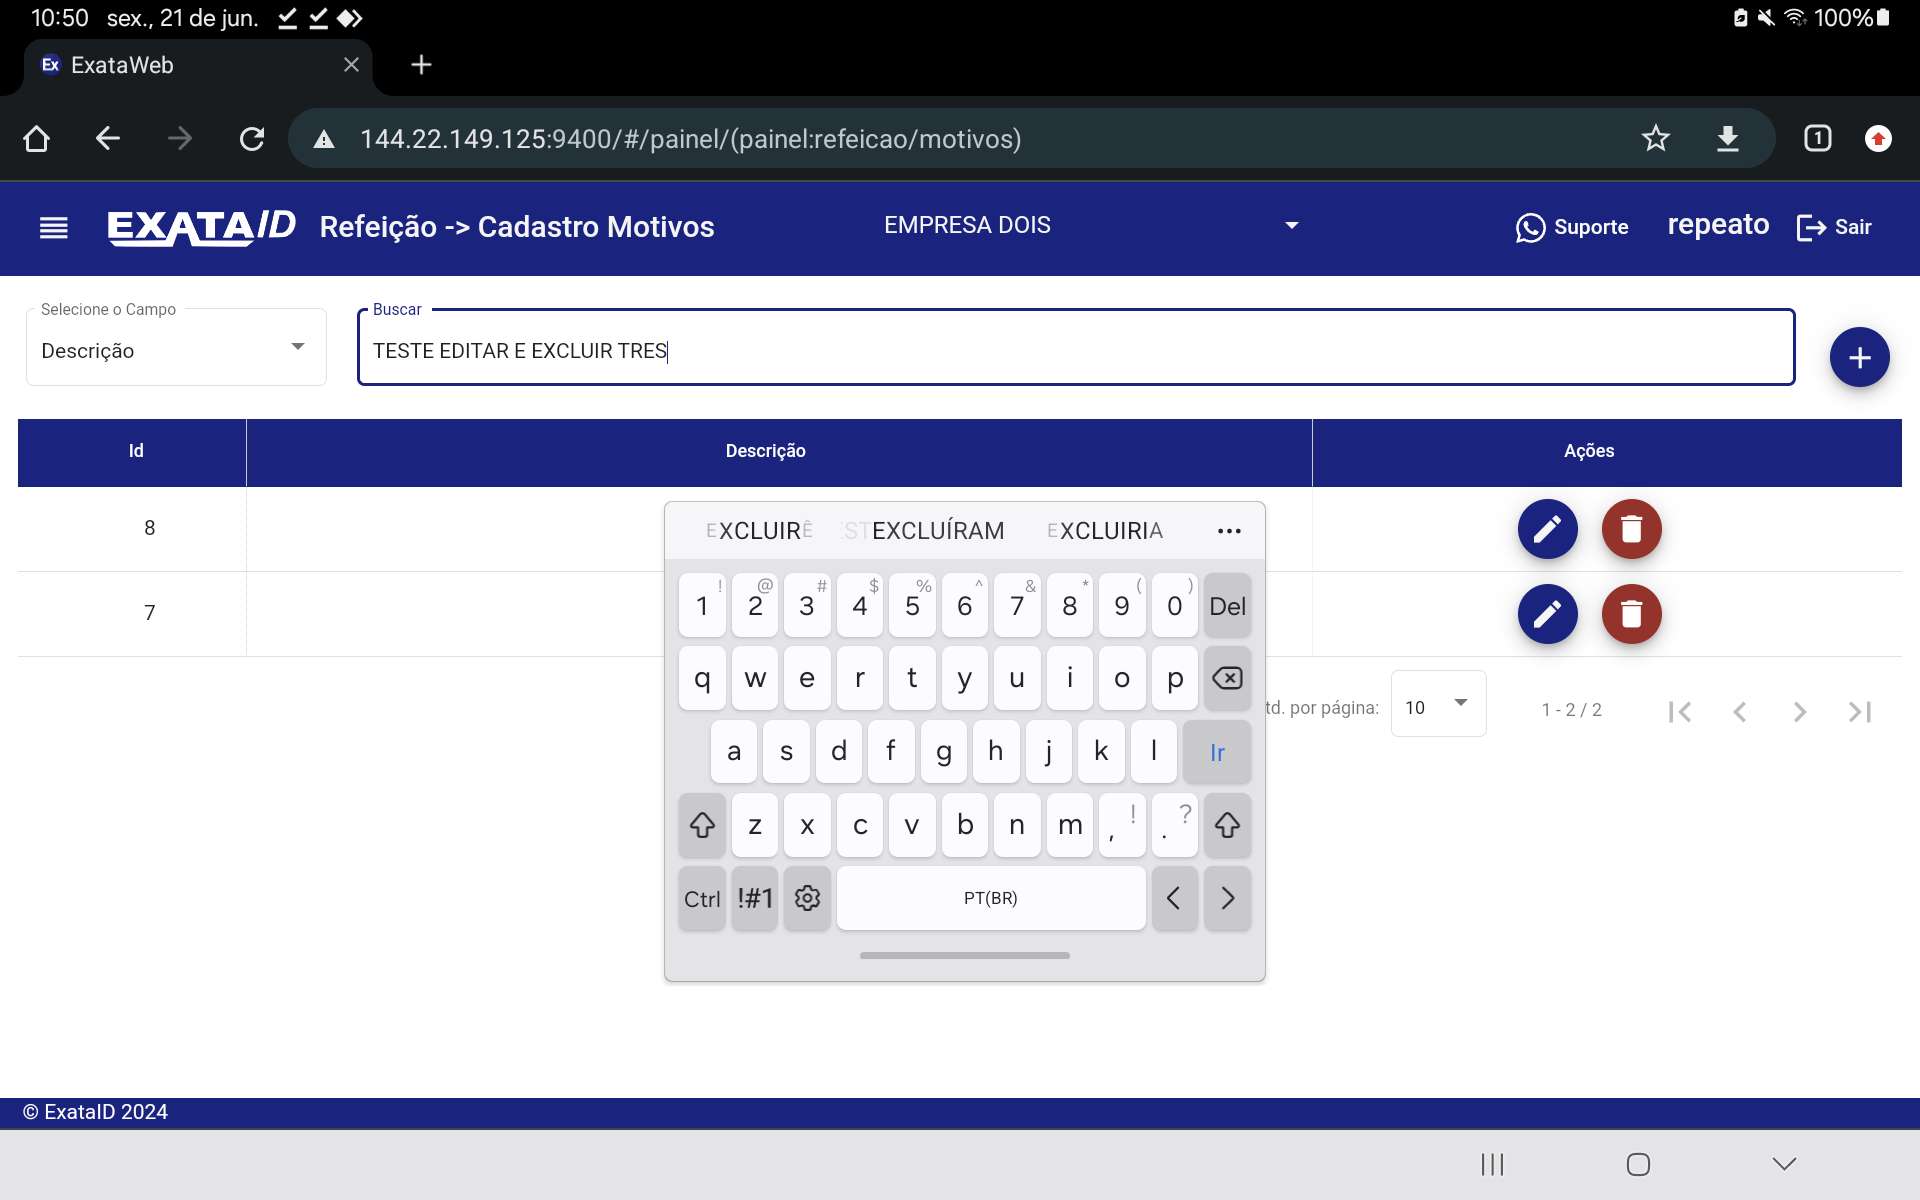 10:50 sex., 21 de jun. 100%
Ex ExataWeb
144.22.149.125:9400/#/painel/(painel:refeicao/motivos) 1
EXATAID Refeição -> Cadastro Motivos EMPRESA DOIS Suporte repeato Sair
Selecione o Campo Buscar
Descrição TESTE EDITAR E EXCLUIR TRES
Id Descrição Ações
8
EXCLUIRÊ EXCLUÍRAM EXCLUIRIA
! @ # $ % ^ & * ( )
1 2 3 4 5 6 7 8 9 0 Del
7
q w e r t y u i o p
td. por página: 10 1 - 2 / 2
a s d f g h j k l Ir
z x c v b n m , ! . ?
Ctrl !#1 PT(BR)
© ExataID 2024